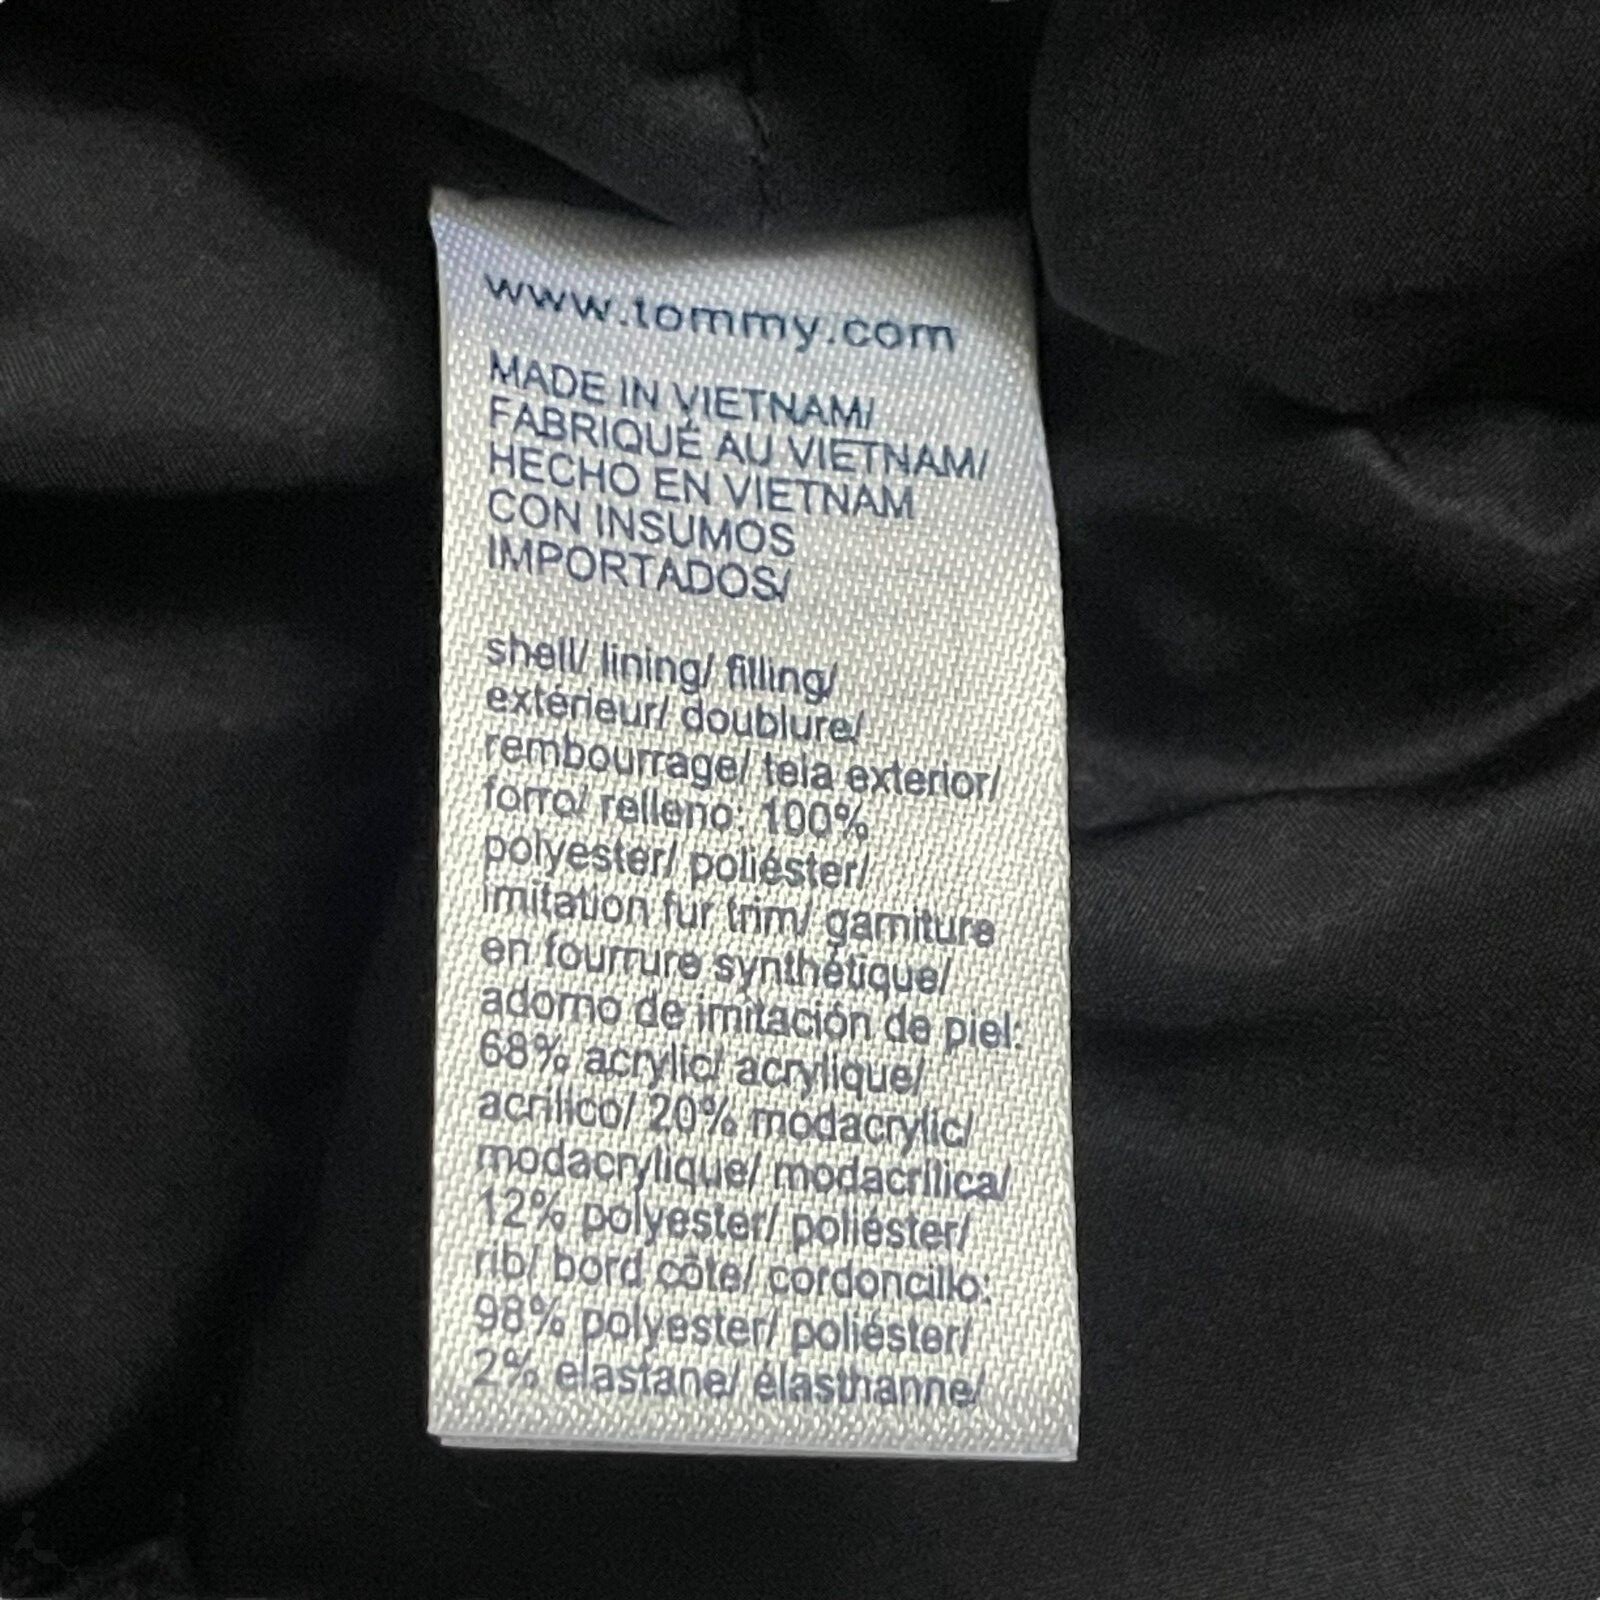 www.tommy.com
MADE IN VIETNAM/
FABRIQUÉ AU VIETNAM/
HECHO EN VIETNAM
CON INSUMOS
IMPORTADOS/
shell/ lining/ filling/
extérieur/ doublure/
rembourrage/ tela exterior/
forro/ relleno: 100%
polyester/ poliéster/
imitation fur trim/ garniture
en fourrure synthétique/
adorno de imitación de piel:
68% acrylic/ acrylique/
acrílico/ 20% modacrylic/
modacrylique/ modacrílica/
12% polyester/ poliéster/
rib/ bord côte/ cordoncillo:
98% polyester/ poliéster/
2% elastane/ élasthanne/